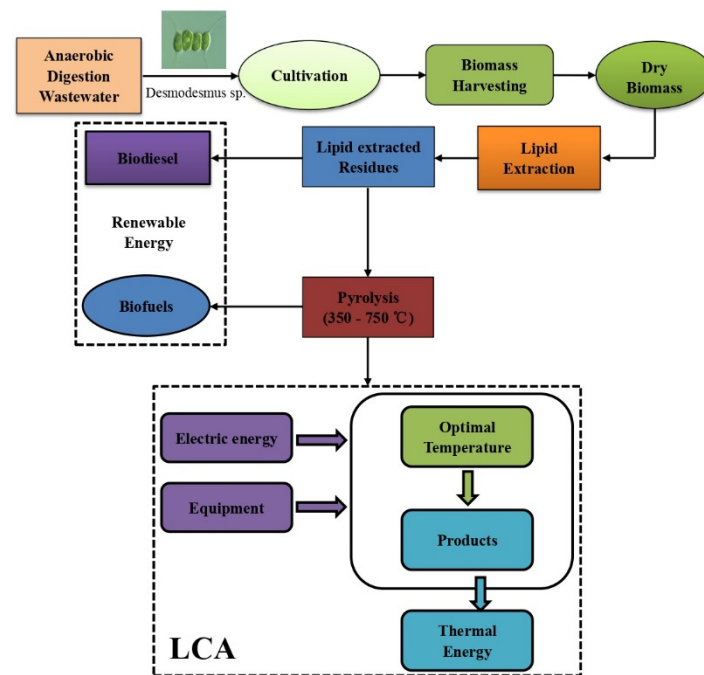 Anaerobic
Digestion
Wastewater
Desmodesmus sp.
Cultivation
Biomass
Harvesting
Dry
Biomass
Biodiesel
Lipid extracted
Residues
Lipid
Extraction
Renewable
Energy
Biofuels
Pyrolysis
(350 - 750 ℃)
Electric energy
Optimal
Temperature
Equipment
Products
Thermal
Energy
LCA